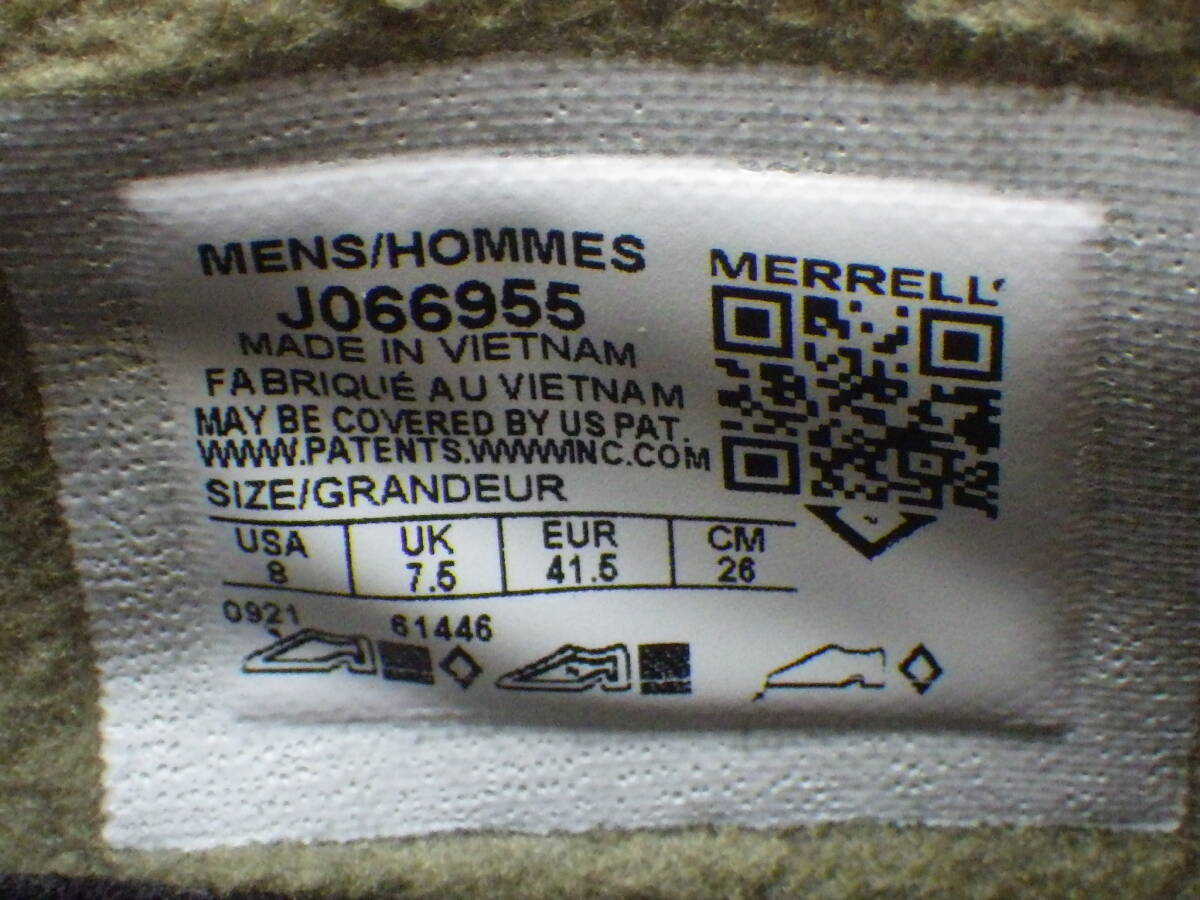 MENS/HOMMES
J066955
MADE IN VIETNAM
FABRIQUÉ AU VIETNAM
MAY BE COVERED BY US PAT.
WWW.PATENTS.WWWINC.COM
SIZE/GRANDEUR
USA UK EUR CM
8 7.5 41.5 26
0921 61446
MERRELL